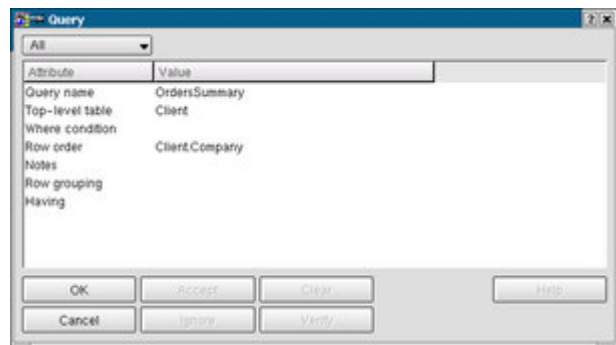 Query
All
Attribute Value
Query name OrdersSummary
Top-level table Client
Where condition
Row order Client.Company
Notes
Row grouping
Having
OK Accept Clear Help
Cancel Ignore Verify